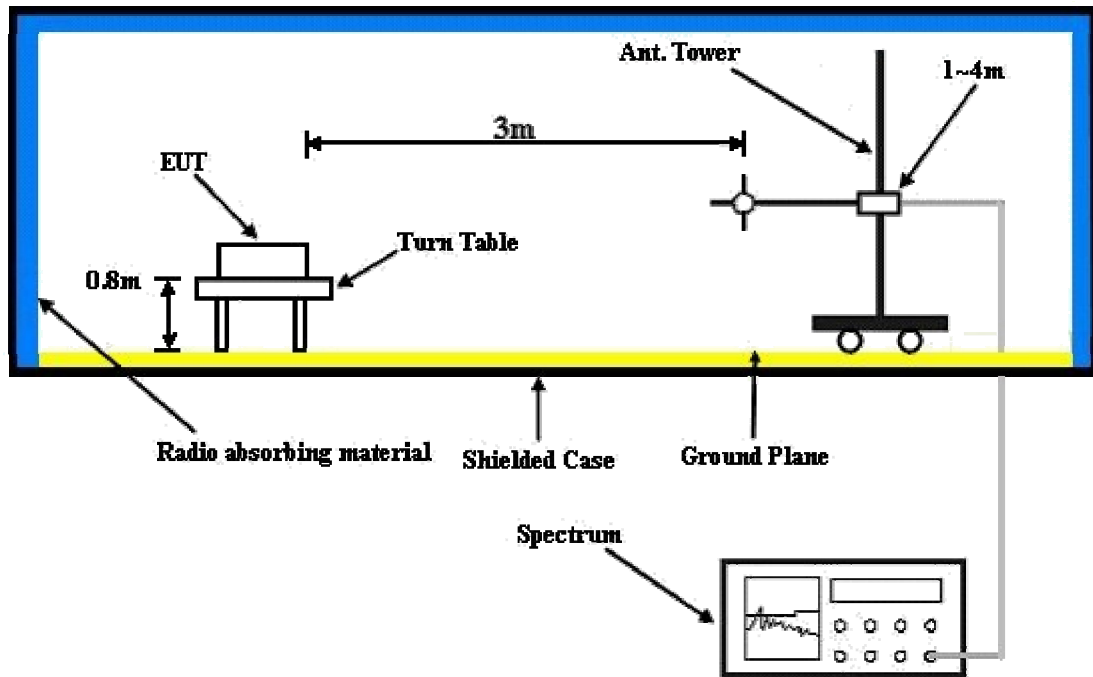 Ant. Tower
1~4m
3m
EUT
Turn Table
0.8m
Radio absorbing material
Shielded Case
Ground Plane
Spectrum